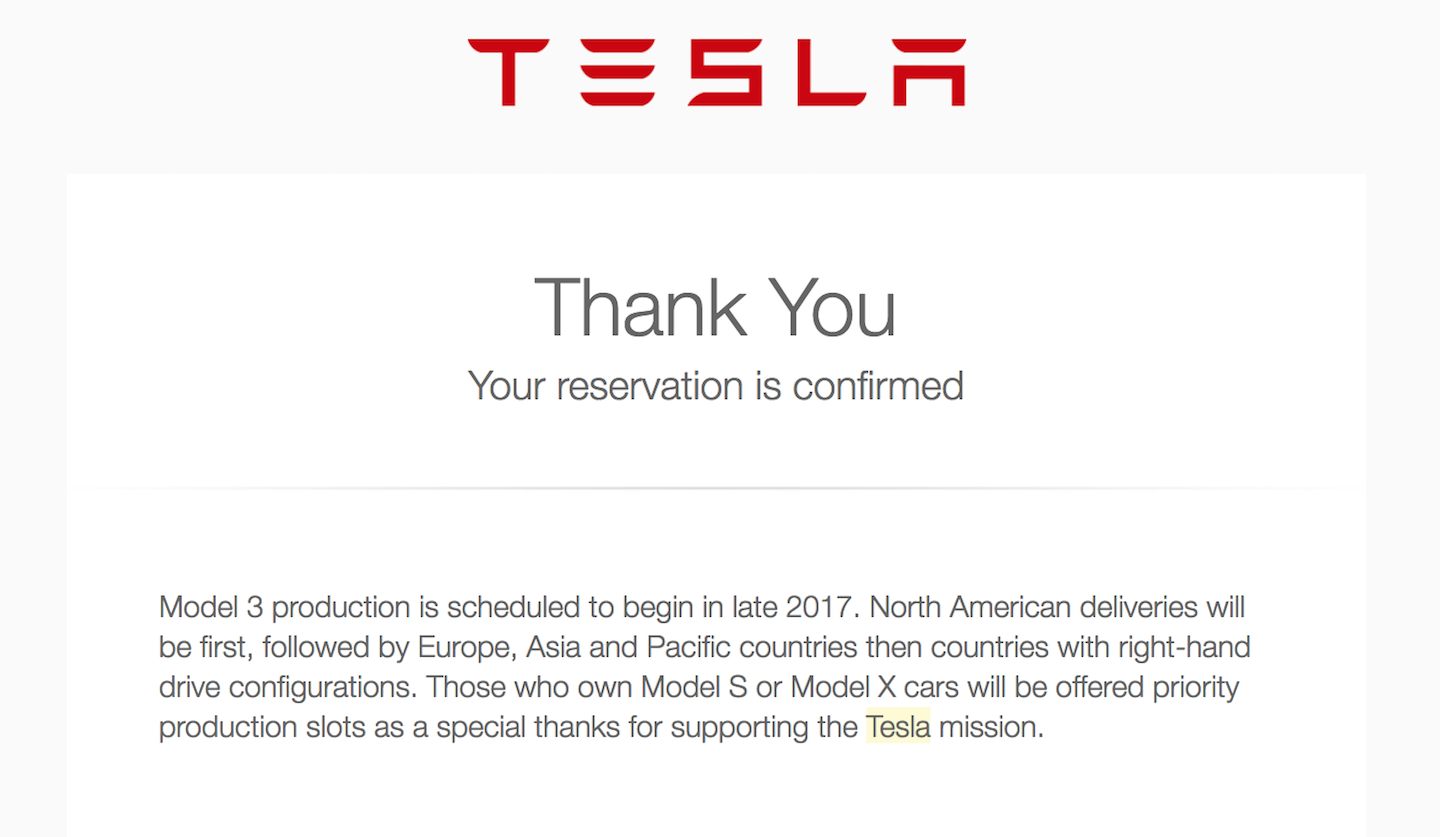 TESLA
Thank You
Your reservation is confirmed
Model 3 production is scheduled to begin in late 2017. North American deliveries will
be first, followed by Europe, Asia and Pacific countries then countries with right-hand
drive configurations. Those who own Model S or Model X cars will be offered priority
production slots as a special thanks for supporting the Tesla mission.